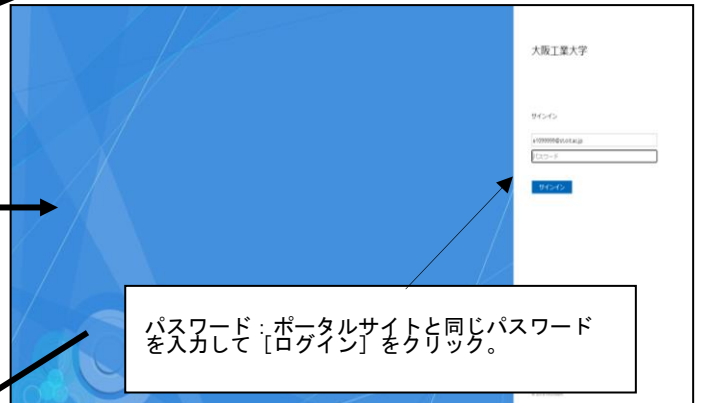 大阪工業大学
サインイン
パスワード
サインイン
パスワード：ポータルサイトと同じパスワード
を入力して［ログイン］をクリック。